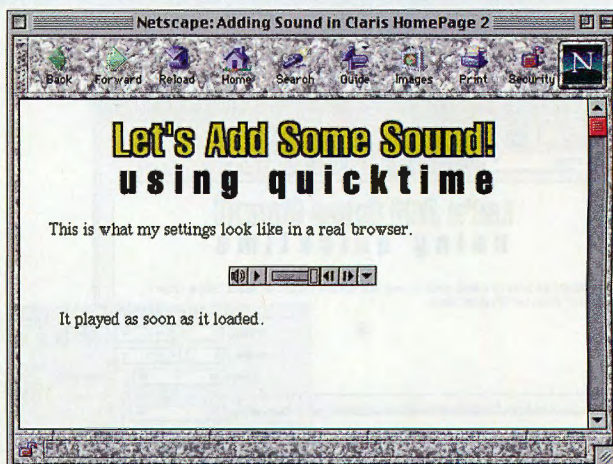 Netscape: Adding Sound in Claris HomePage 2
Back Forward Reload Home Search Guide Images Print Security N
Let's Add Some Sound!
using quicktime
This is what my settings look like in a real browser.
It played as soon as it loaded.